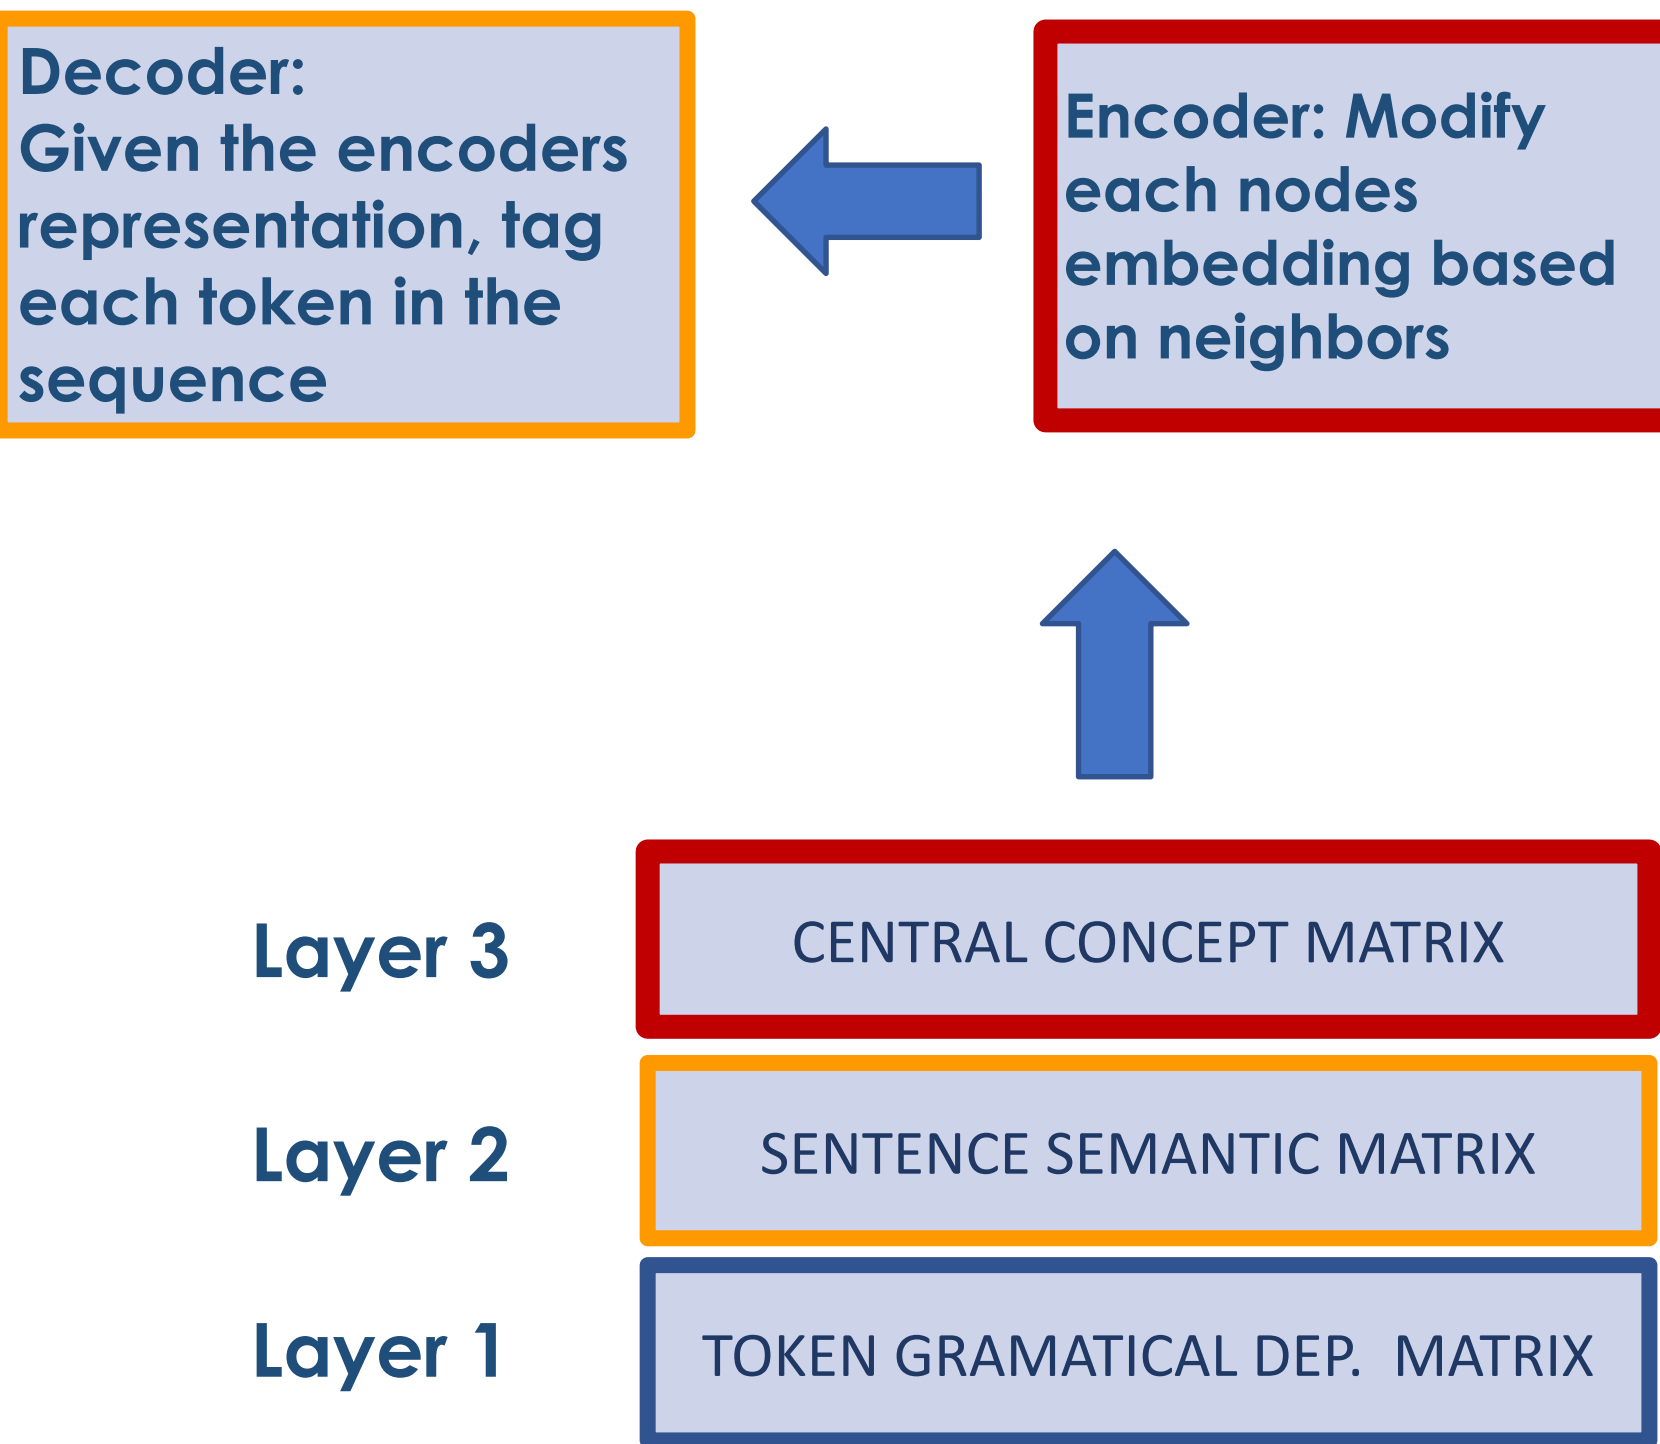 Decoder:
Given the encoders
representation, tag
each token in the
sequence
Encoder: Modify
each nodes
embedding based
on neighbors
Layer 3
CENTRAL CONCEPT MATRIX
Layer 2
SENTENCE SEMANTIC MATRIX
Layer 1
TOKEN GRAMATICAL DEP. MATRIX